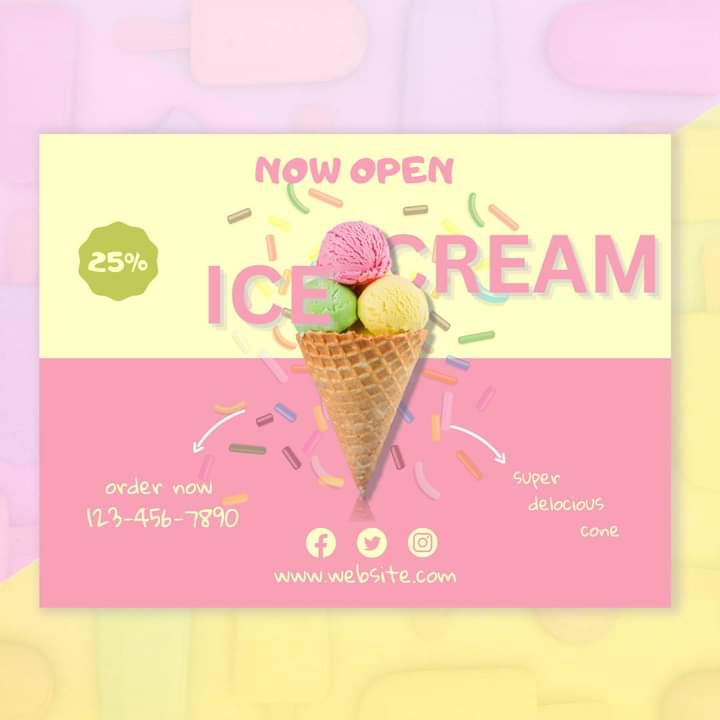 NOW OPEN
25%
ICE CREAM
order now
123-456-7890
super
delocious
cone
www.website.com